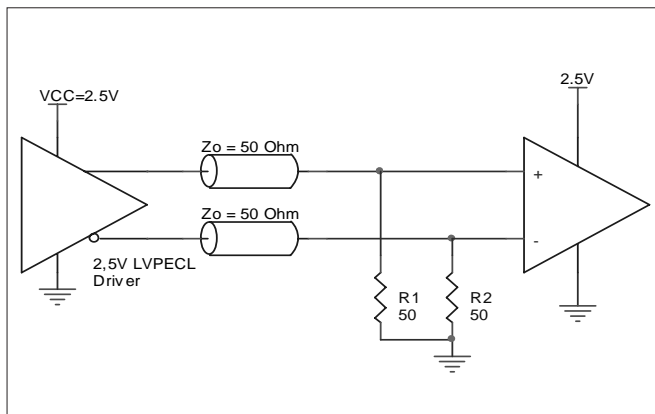 VCC=2.5V
2.5V
Zo = 50 Ohm
+
Zo = 50 Ohm
-
2,5V LVPECL
Driver
R1
50
R2
50